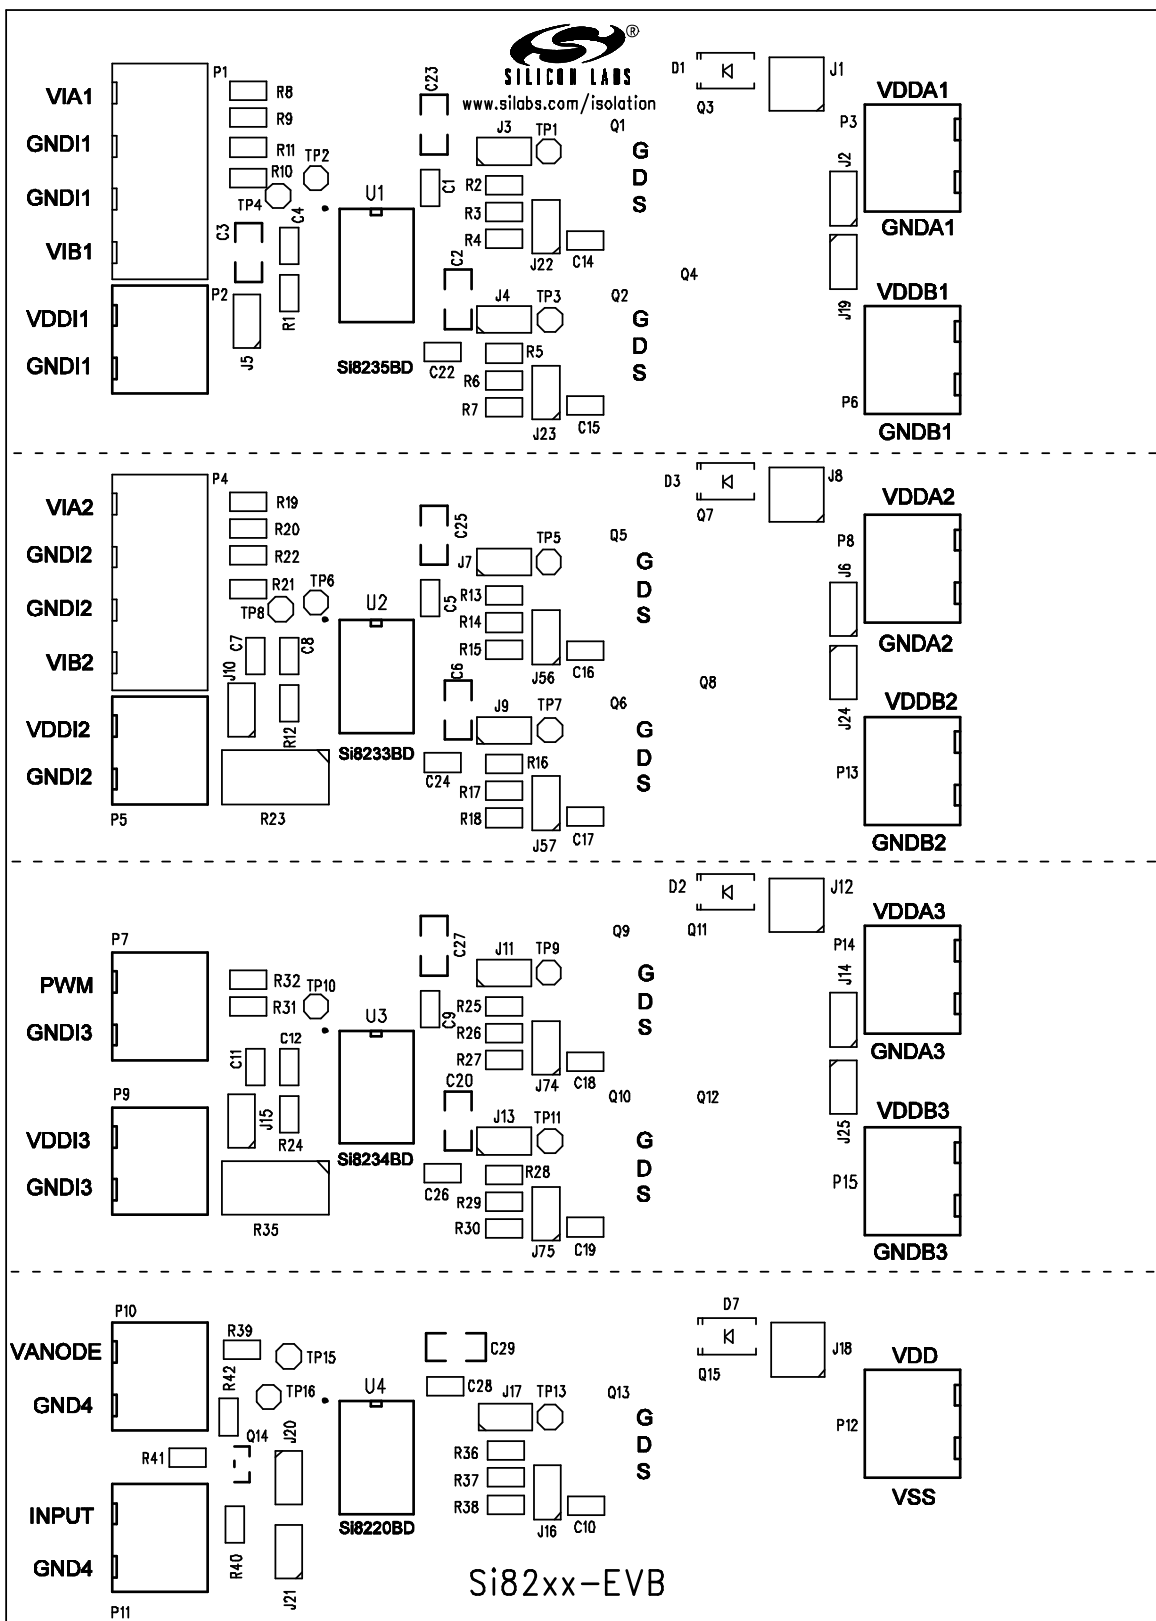 ®
SILICON LABS
www.silabs.com/isolation
P1
VIA1
GNDI1
GNDI1
VIB1
R8
R9
R11
R10
TP2
TP4
C3
C4
P2
VDDI1
GNDI1
J5
R1
U1
Si8235BD
C23
C1
C2
C22
J3
TP1
R2
R3
R4
J22
C14
J4
TP3
R5
R6
R7
J23
C15
Q1
G
D
S
Q2
G
D
S
D1
Q3
J1
Q4
P3
VDDA1
J2
GNDA1
J19
VDDB1
P6
GNDB1
P4
VIA2
GNDI2
GNDI2
VIB2
R19
R20
R22
R21
TP6
TP8
C7
C8
J10
R12
VDDI2
GNDI2
P5
R23
U2
Si8233BD
C25
C5
C6
C24
J7
TP5
R13
R14
R15
J56
C16
J9
TP7
R16
R17
R18
J57
C17
Q5
G
D
S
Q6
G
D
S
D3
Q7
J8
Q8
VDDA2
P8
J6
GNDA2
J24
VDDB2
P13
GNDB2
P7
PWM
GNDI3
R32
R31
TP10
C11
C12
P9
VDDI3
GNDI3
J15
R24
R35
U3
Si8234BD
C27
C9
C20
C26
J11
TP9
R25
R26
R27
J74
C18
J13
TP11
R28
R29
R30
J75
C19
Q9
G
D
S
Q10
G
D
S
D2
Q11
J12
Q12
VDDA3
P14
J14
GNDA3
J25
VDDB3
P15
GNDB3
P10
VANODE
GND4
R39
TP15
R42
TP16
Q14
J20
R41
INPUT
GND4
P11
R40
J21
U4
Si8220BD
C29
C28
J17
TP13
R36
R37
R38
J16
C10
Q13
G
D
S
D7
Q15
J18
VDD
P12
VSS
Si82xx-EVB